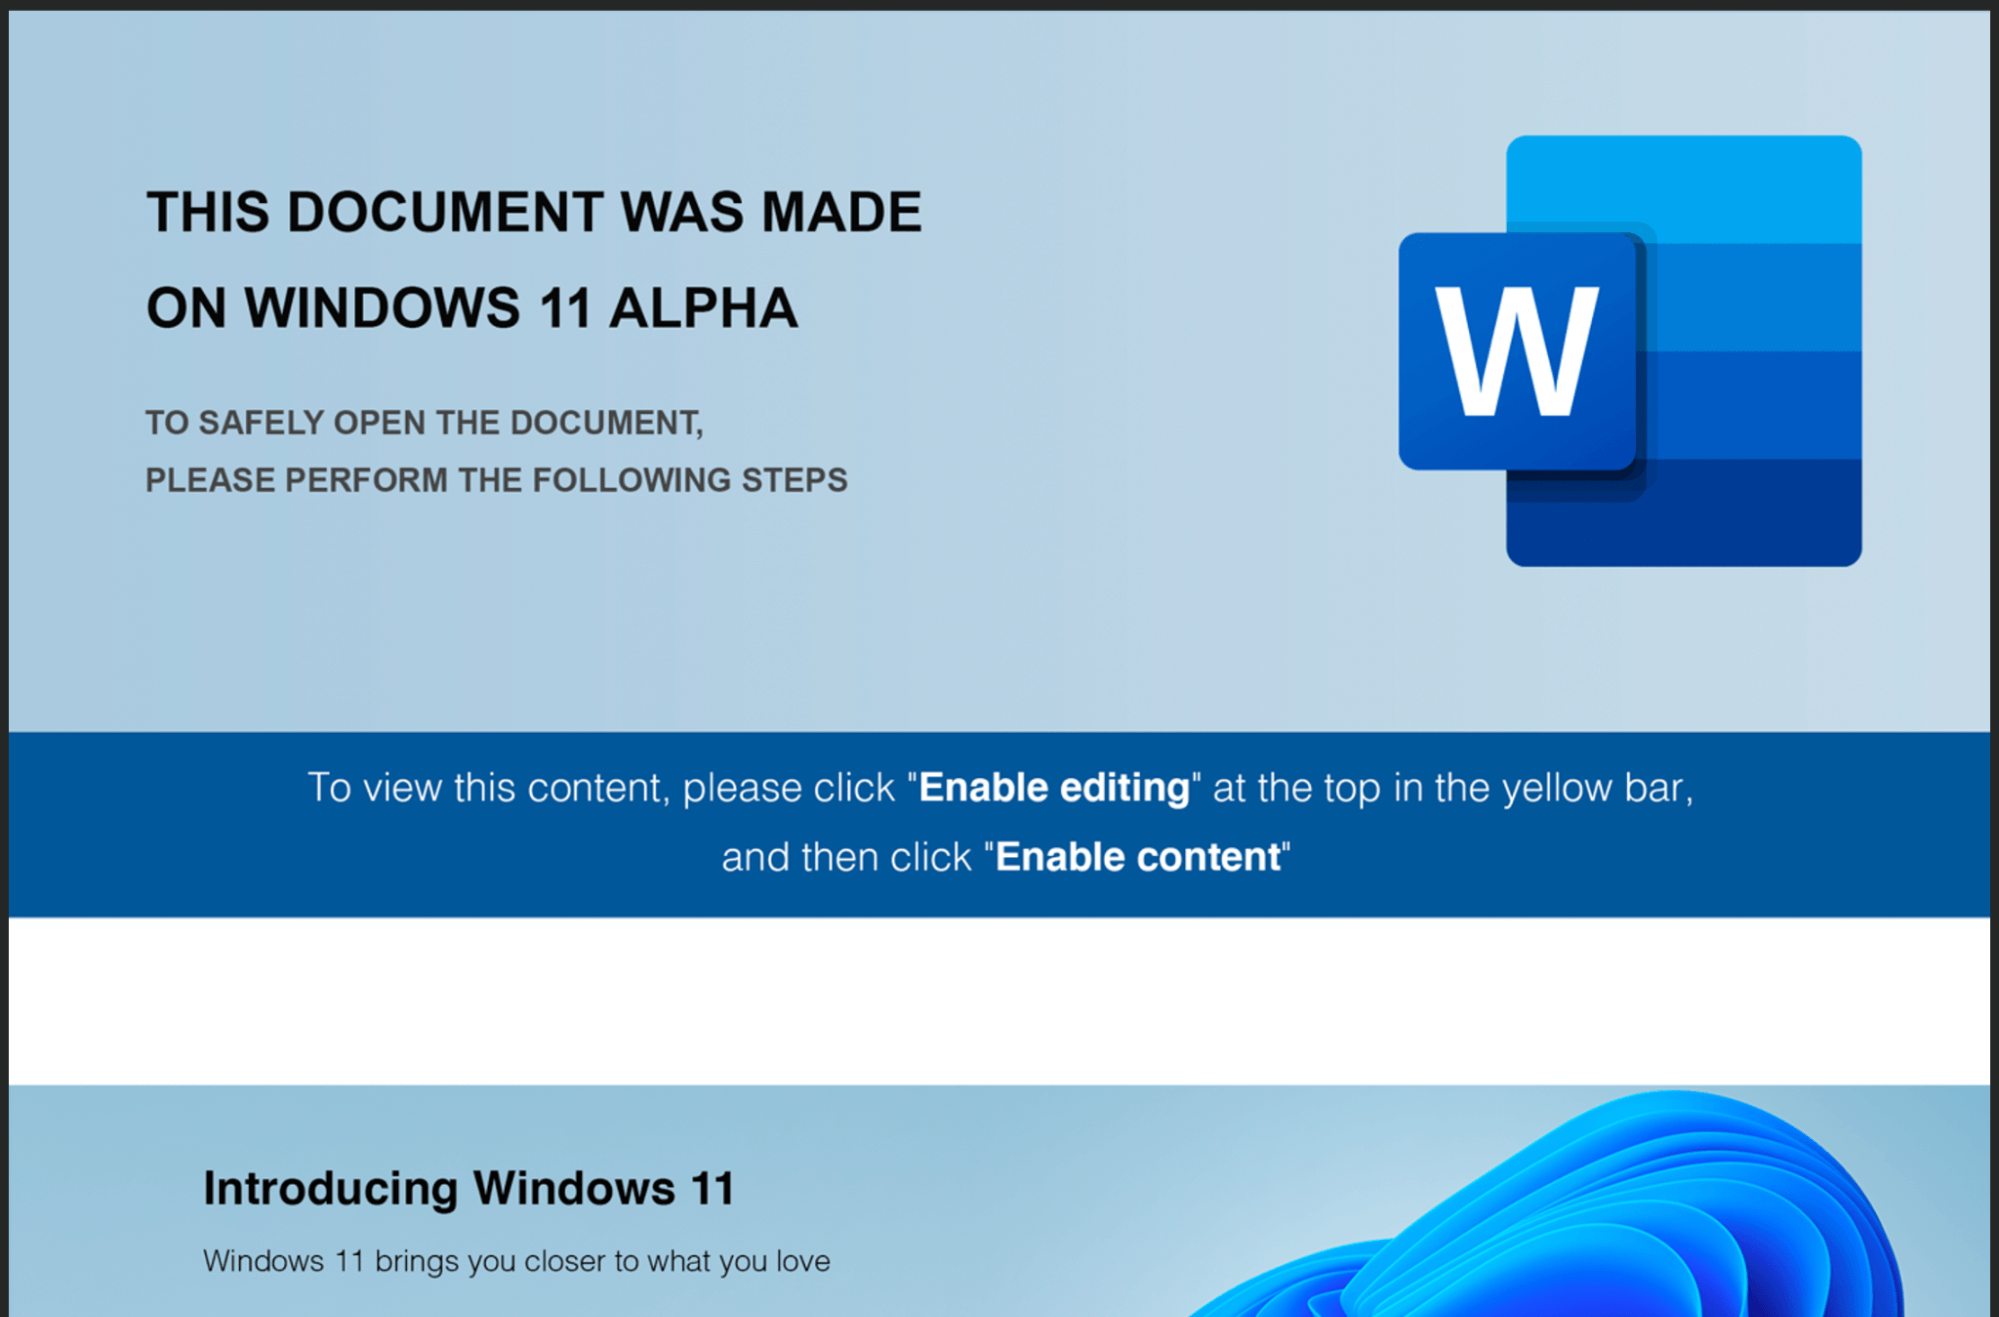 THIS DOCUMENT WAS MADE
ON WINDOWS 11 ALPHA
TO SAFELY OPEN THE DOCUMENT,
PLEASE PERFORM THE FOLLOWING STEPS
W
To view this content, please click "Enable editing" at the top in the yellow bar,
and then click "Enable content"
Introducing Windows 11
Windows 11 brings you closer to what you love